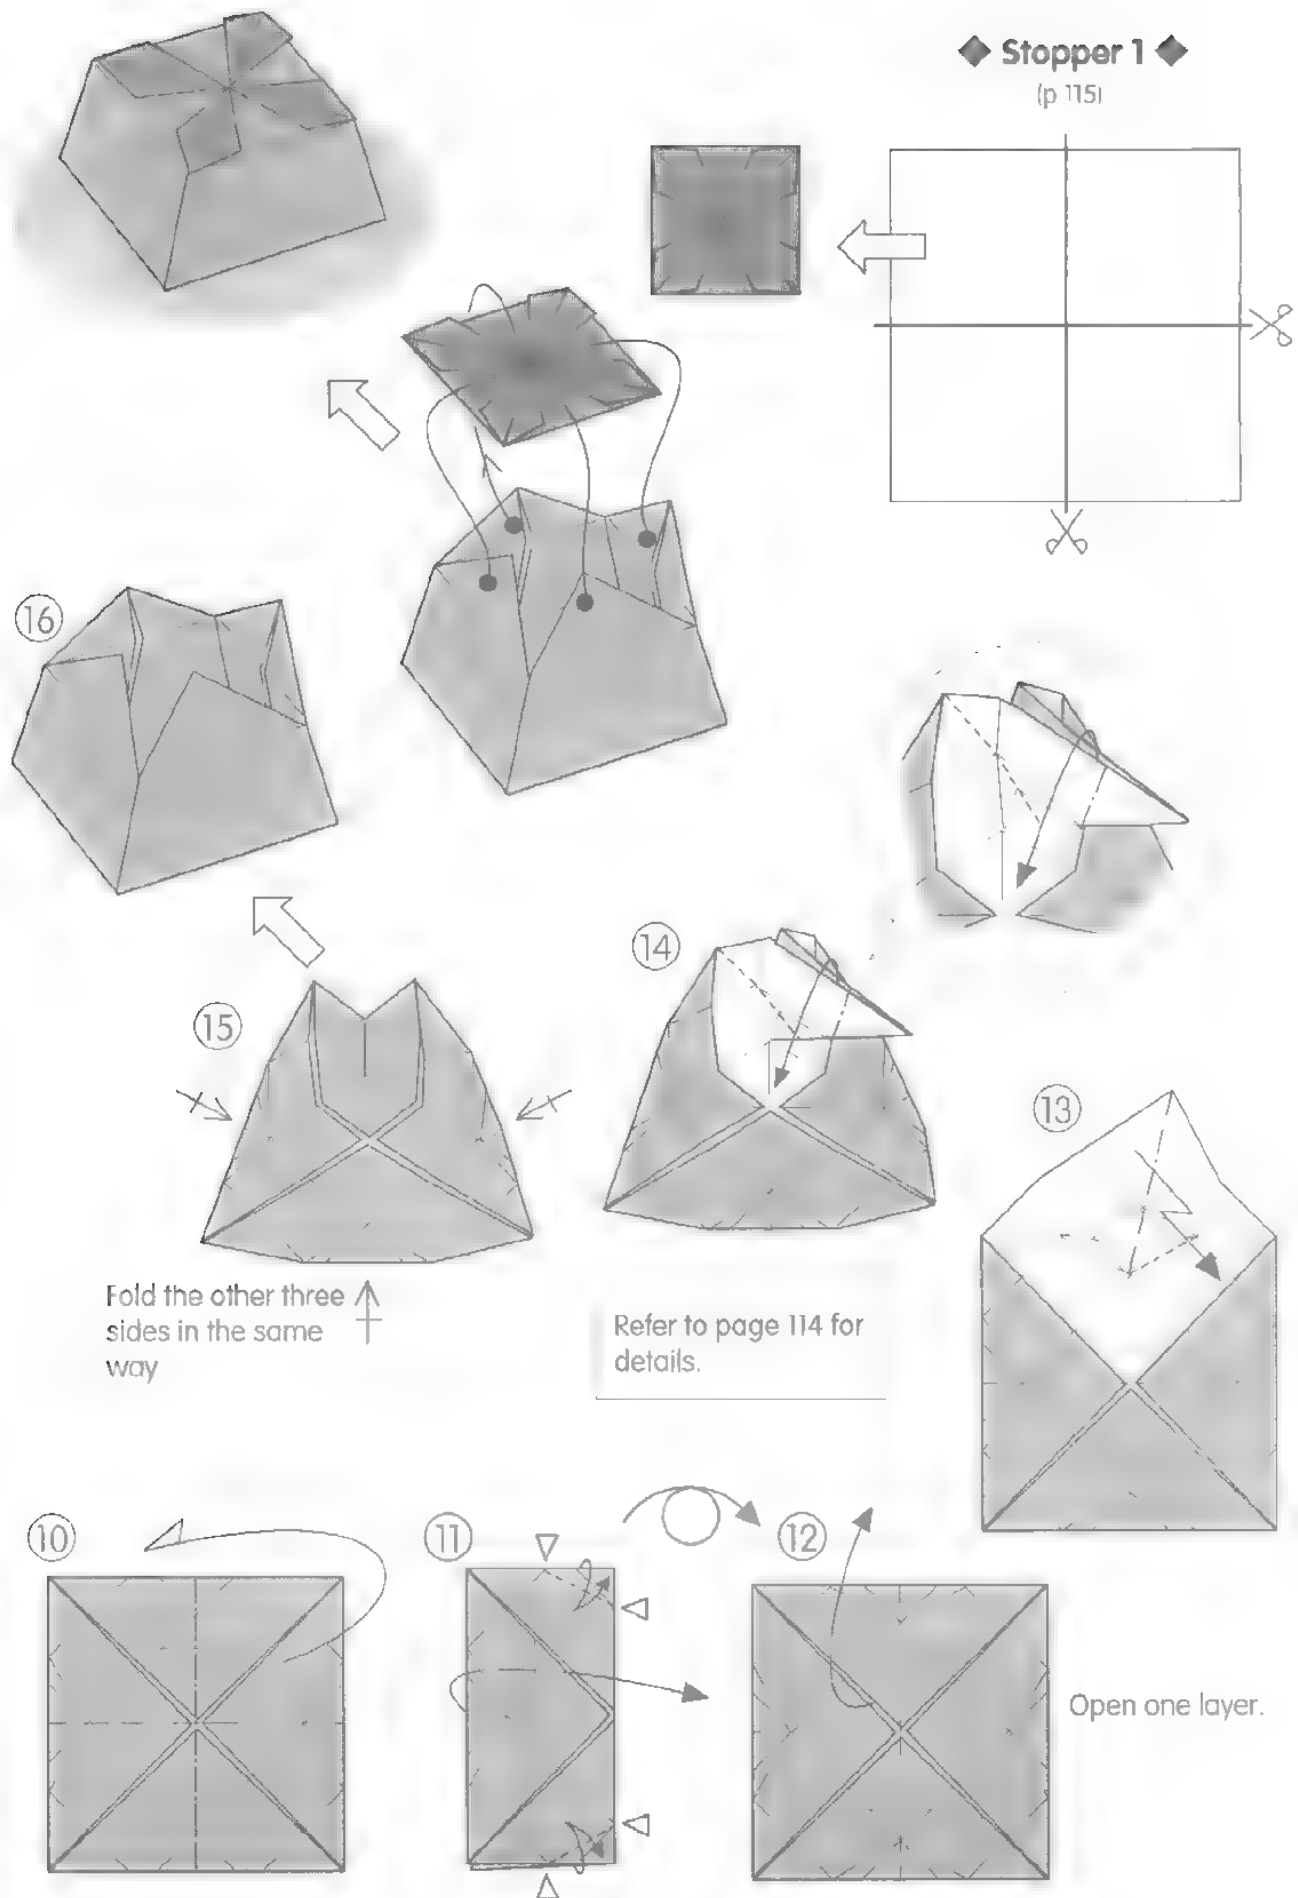 Stopper 1
(p 115)
16
15
14
13
Fold the other three
sides in the same
way
Refer to page 114 for
details.
10
11
12
Open one layer.